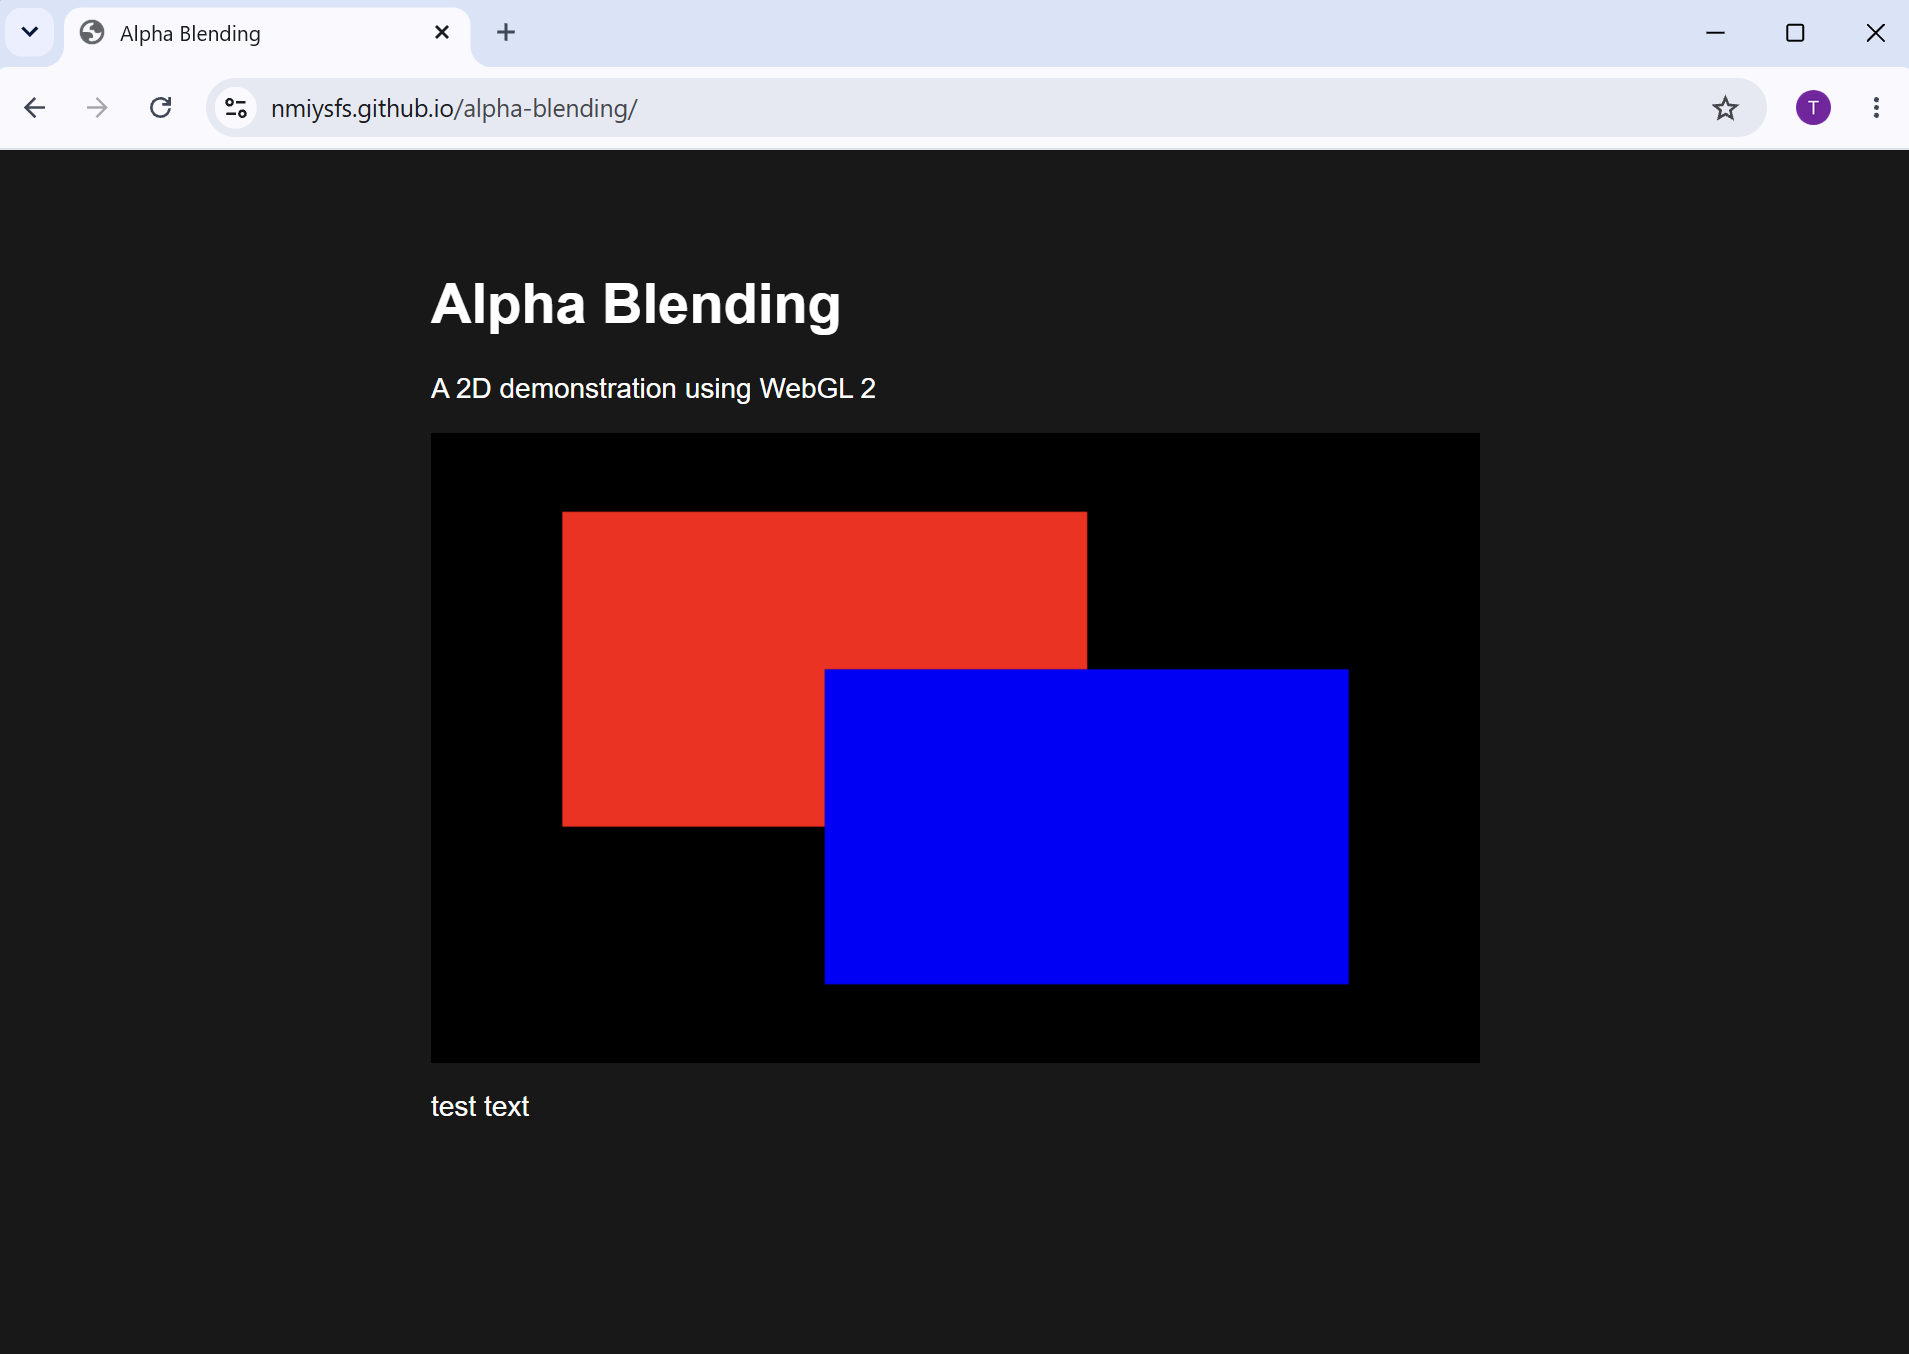 Alpha Blending
nmiysfs.github.io/alpha-blending/
T
Alpha Blending
A 2D demonstration using WebGL 2
test text